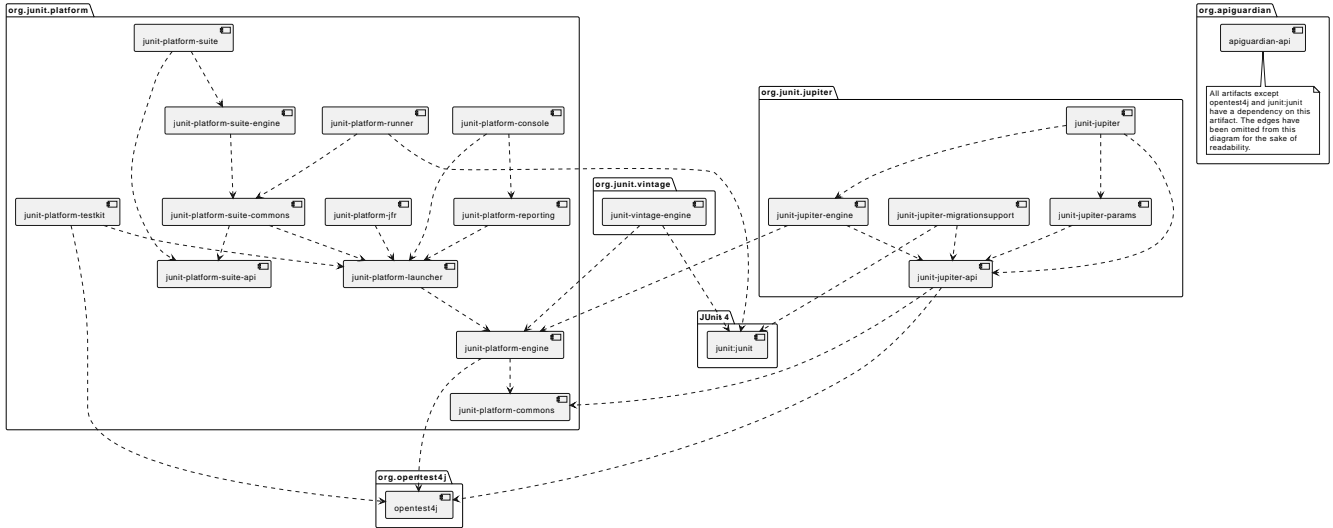 org.junit.platform
junit-platform-suite
junit-platform-suite-engine
junit-platform-runner
junit-platform-console
junit-platform-testkit
junit-platform-suite-commons
junit-platform-jfr
junit-platform-reporting
junit-platform-suite-api
junit-platform-launcher
junit-platform-engine
junit-platform-commons
org.junit.vintage
junit-vintage-engine
JUnit 4
junit:junit
org.junit.jupiter
junit-jupiter
junit-jupiter-engine
junit-jupiter-migrationsupport
junit-jupiter-params
junit-jupiter-api
org.opentest4j
opentest4j
org.apiguardian
apiguardian-api
All artifacts except
opentest4j and junit:junit
have a dependency on this
artifact. The edges have
been omitted from this
diagram for the sake of
readability.